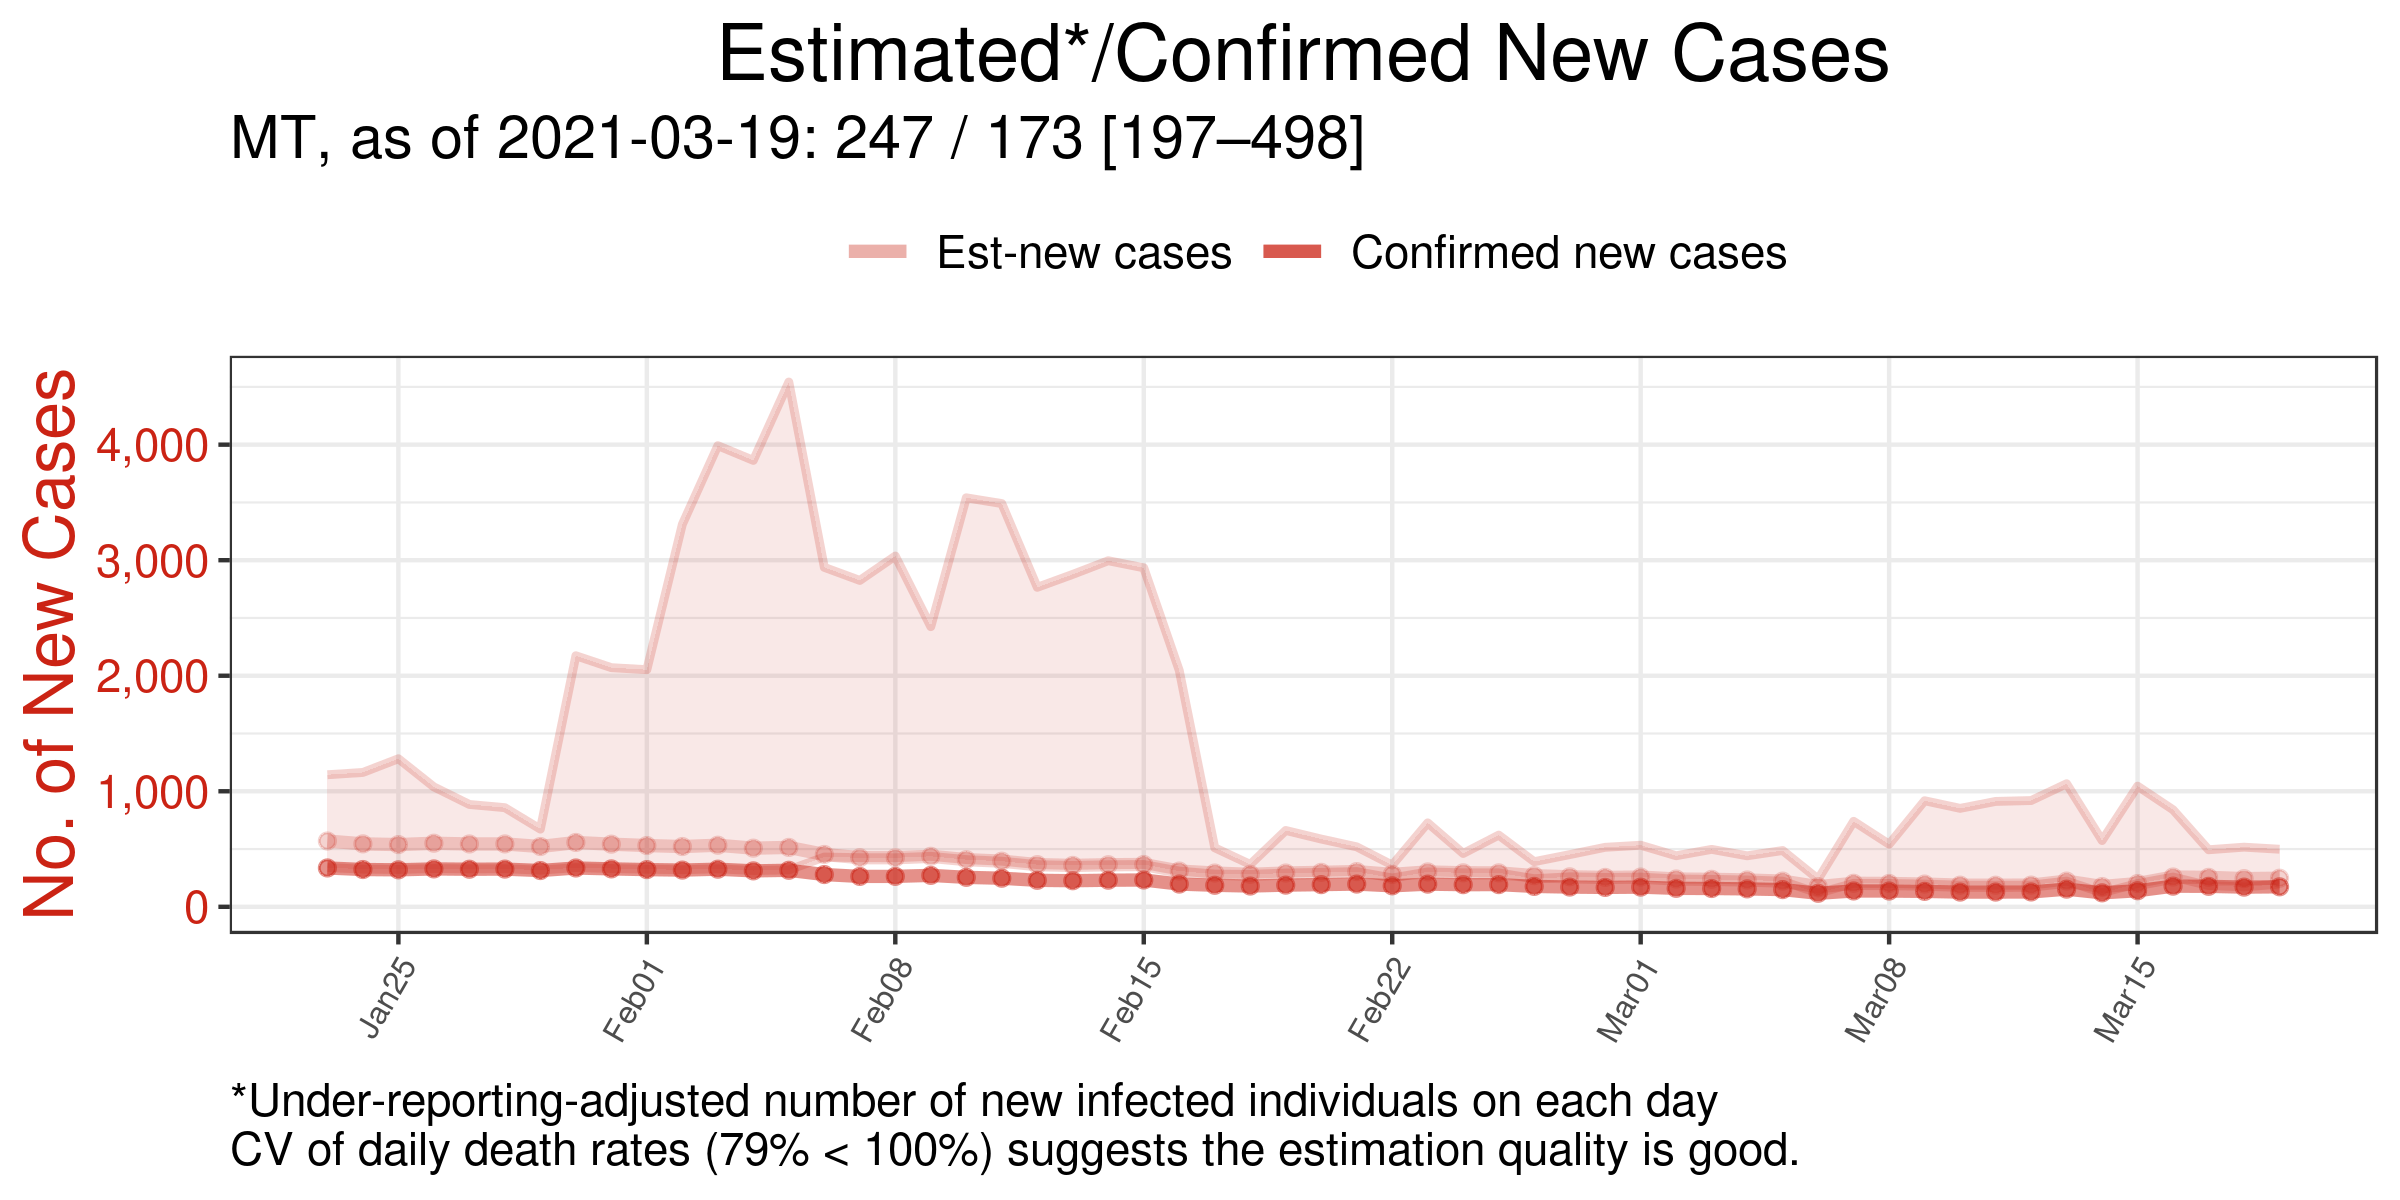 Estimated*/Confirmed New Cases
MT, as of 2021-03-19: 247 / 173 [197–498]
Est-new cases
Confirmed new cases
No. of New Cases
4,000
3,000
2,000
1,000
0
Jan25
Feb01
Feb08
Feb15
Feb22
Mar01
Mar08
Mar15
*Under-reporting-adjusted number of new infected individuals on each day
CV of daily death rates (79% < 100%) suggests the estimation quality is good.